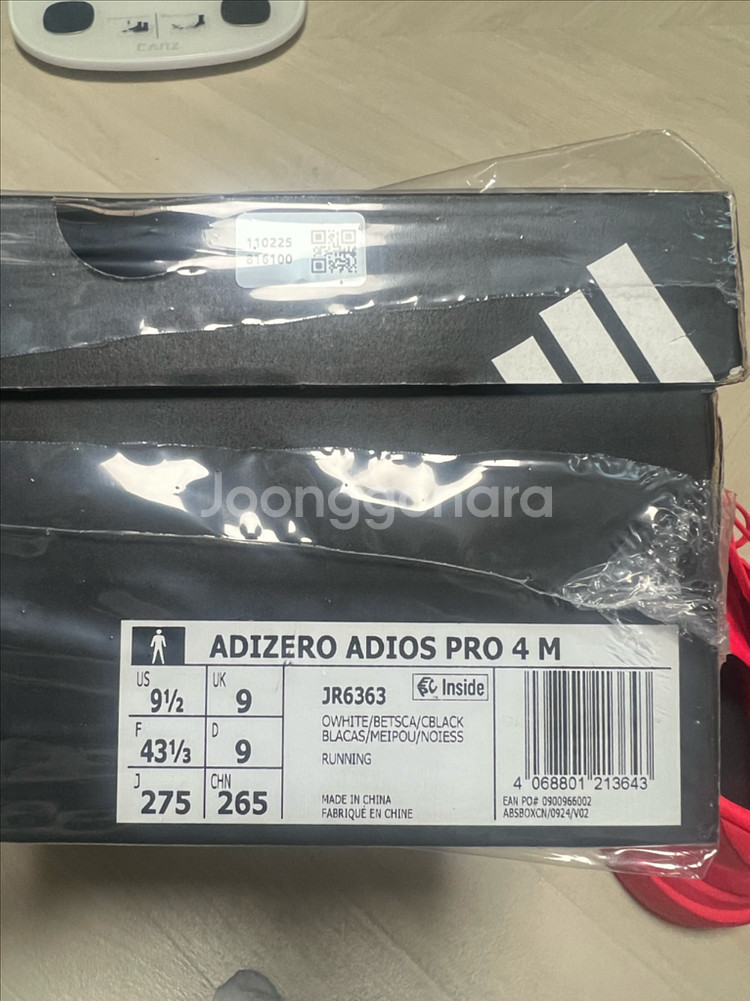 110225
816100
Joonggonara
ADIZERO ADIOS PRO 4 M
US
9½
UK
9
F
43⅓
D
9
J
275
CHN
265
JR6363
Inside
OWHITE/BETSCA/CBLACK
BLACAS/MEIPOU/NOIESS
RUNNING
MADE IN CHINA
FABRIQUÉ EN CHINE
4 068801 213643
EAN PO# 0900966002
ABSBOXCN/0924/V02